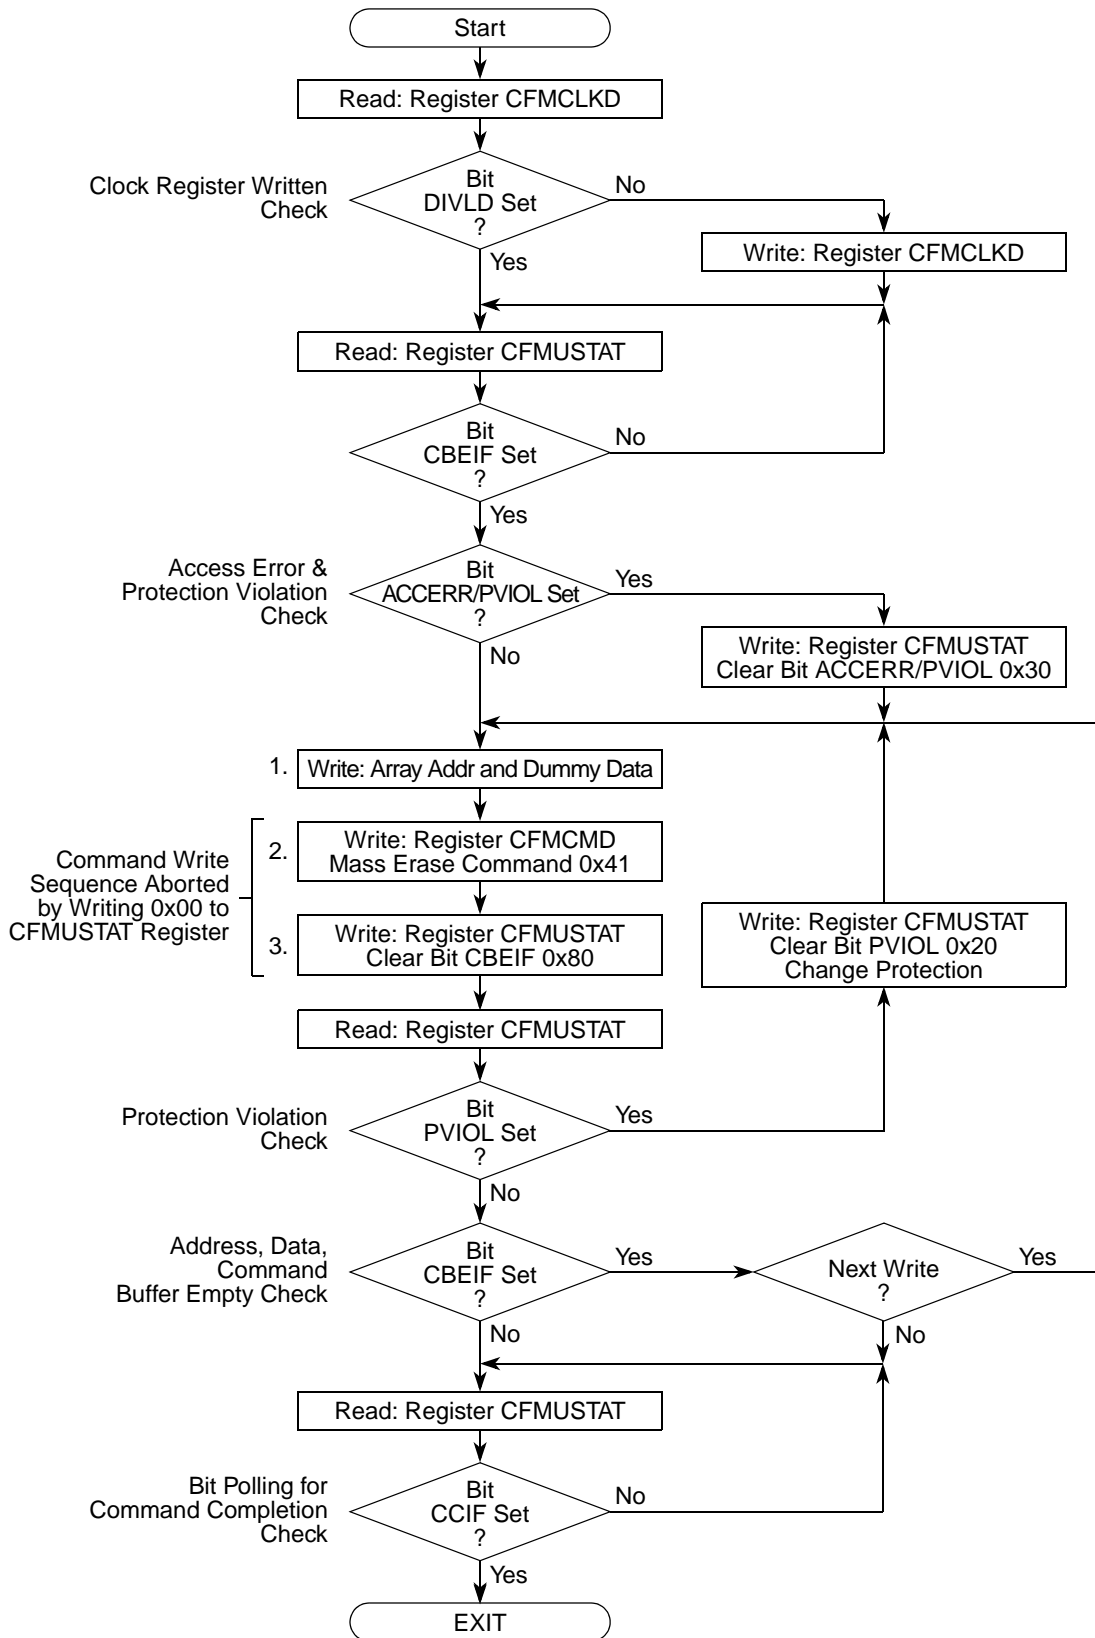 Start
Read: Register CFMCLKD
Clock Register Written
Check
Bit
DIVLD Set
?
No
Yes
Write: Register CFMCLKD
Read: Register CFMUSTAT
Bit
CBEIF Set
?
No
Yes
Access Error &
Protection Violation
Check
Bit
ACCERR/PVIOL Set
?
Yes
No
Write: Register CFMUSTAT
Clear Bit ACCERR/PVIOL 0x30
1.
Write: Array Addr and Dummy Data
Command Write
Sequence Aborted
by Writing 0x00 to
CFMUSTAT Register
2.
Write: Register CFMCMD
Mass Erase Command 0x41
3.
Write: Register CFMUSTAT
Clear Bit CBEIF 0x80
Write: Register CFMUSTAT
Clear Bit PVIOL 0x20
Change Protection
Read: Register CFMUSTAT
Protection Violation
Check
Bit
PVIOL Set
?
Yes
No
Address, Data,
Command
Buffer Empty Check
Bit
CBEIF Set
?
Yes
No
Next Write
?
Yes
No
Read: Register CFMUSTAT
Bit Polling for
Command Completion
Check
Bit
CCIF Set
?
No
Yes
EXIT